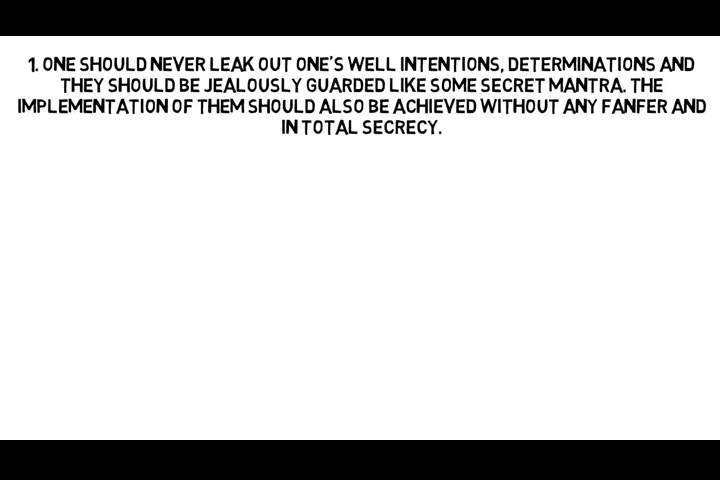 1. ONE SHOULD NEVER LEAK OUT ONE'S WELL INTENTIONS, DETERMINATIONS AND
THEY SHOULD BE JEALOUSLY GUARDED LIKE SOME SECRET MANTRA. THE
IMPLEMENTATION OF THEM SHOULD ALSO BE ACHIEVED WITHOUT ANY FANFER AND
IN TOTAL SECRECY.